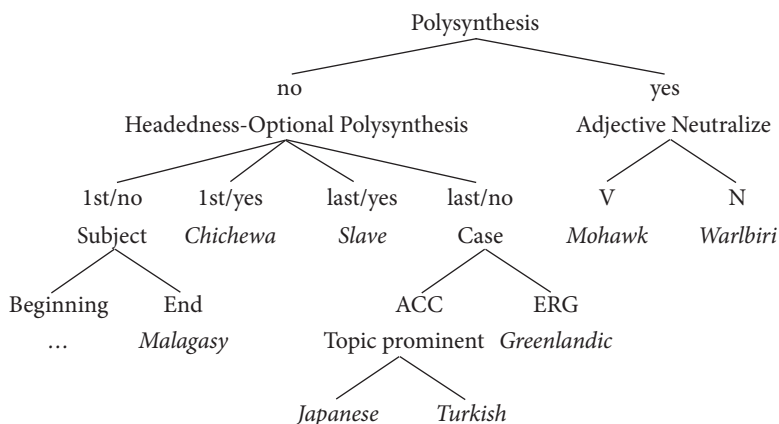 Polysynthesis
no yes
Headedness-Optional Polysynthesis Adjective Neutralize
1st/no 1st/yes last/yes last/no V N
Subject Chichewa Slave Case Mohawk Warlbiri
Beginning End ACC ERG
… Malagasy Topic prominent Greenlandic
Japanese Turkish